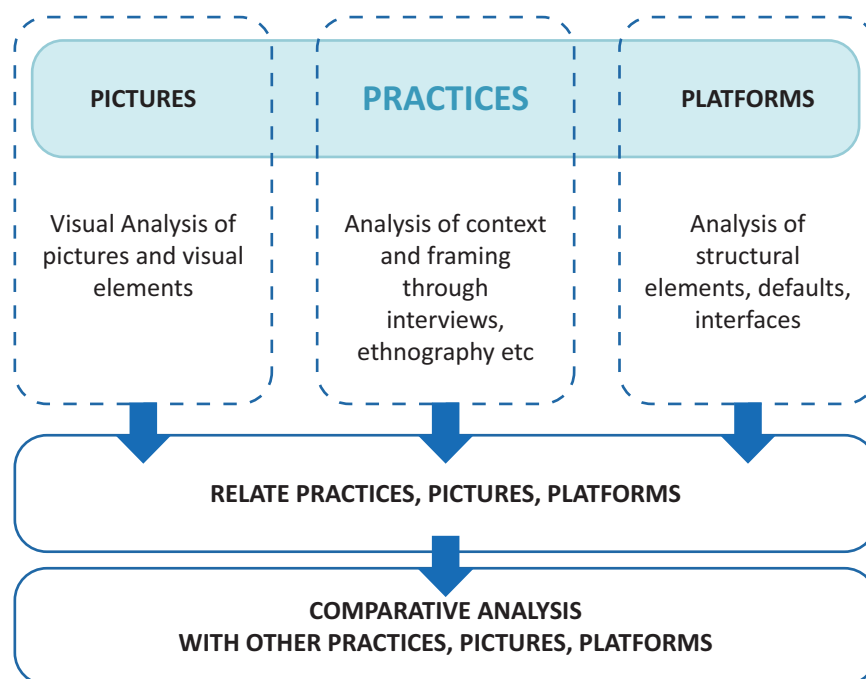 PICTURES
PRACTICES
PLATFORMS
Visual Analysis of
pictures and visual
elements
Analysis of context
and framing
through
interviews,
ethnography etc
Analysis of
structural
elements, defaults,
interfaces
RELATE PRACTICES, PICTURES, PLATFORMS
COMPARATIVE ANALYSIS
WITH OTHER PRACTICES, PICTURES, PLATFORMS